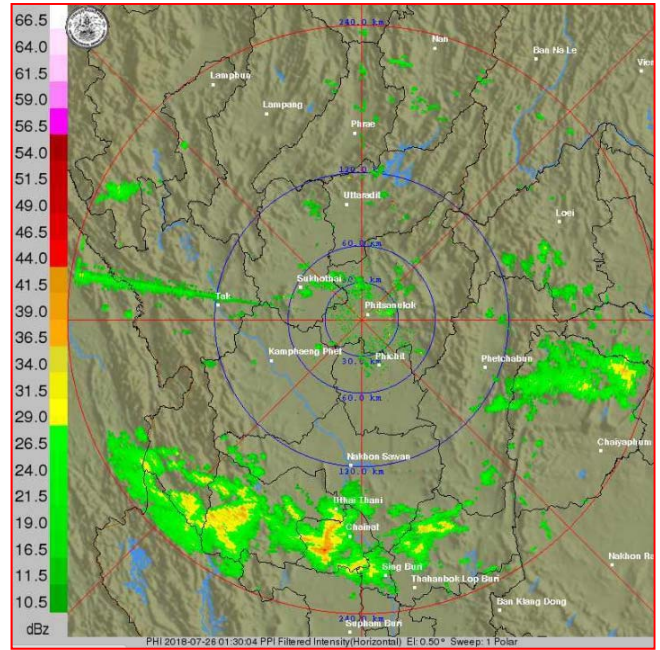 66.5
64.0
61.5
59.0
56.5
54.0
51.5
49.0
46.5
44.0
41.5
39.0
36.5
34.0
31.5
29.0
26.5
24.0
21.5
19.0
16.5
11.5
10.5
dBz
240.0 km
Nan
Ban Na Le
Lamphun
Lampang
Phrae
120.0 km
Uttaradit
Loei
60.0 km
Sukhothai
Tak
Phitsanulok
Kamphaeng Phet
Phichit
30.0 km
Phetchabun
60.0 km
Chaiyaphum
Nakhon Sawan
120.0 km
Uthai Thani
Chainat
Sing Buri
Thahanbok Lop Buri
Nakhon Ra
Ban Klang Dong
240.0 km
Suphan Buri
PHI 2018-07-26 01:30:04 PPI Filtered Intensity(Horizontal) El: 0.50° Sweep: 1 Polar